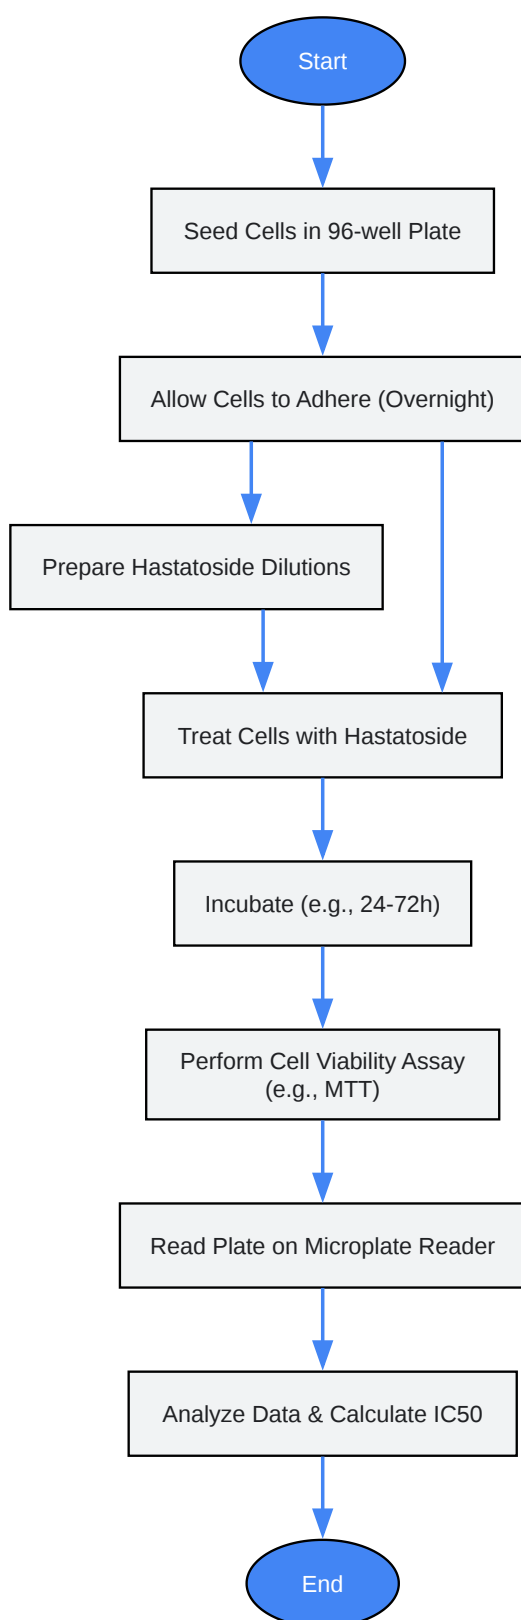 Start
Seed Cells in 96-well Plate
Allow Cells to Adhere (Overnight)
Prepare Hastatoside Dilutions
Treat Cells with Hastatoside
Incubate (e.g., 24-72h)
Perform Cell Viability Assay
(e.g., MTT)
Read Plate on Microplate Reader
Analyze Data & Calculate IC50
End